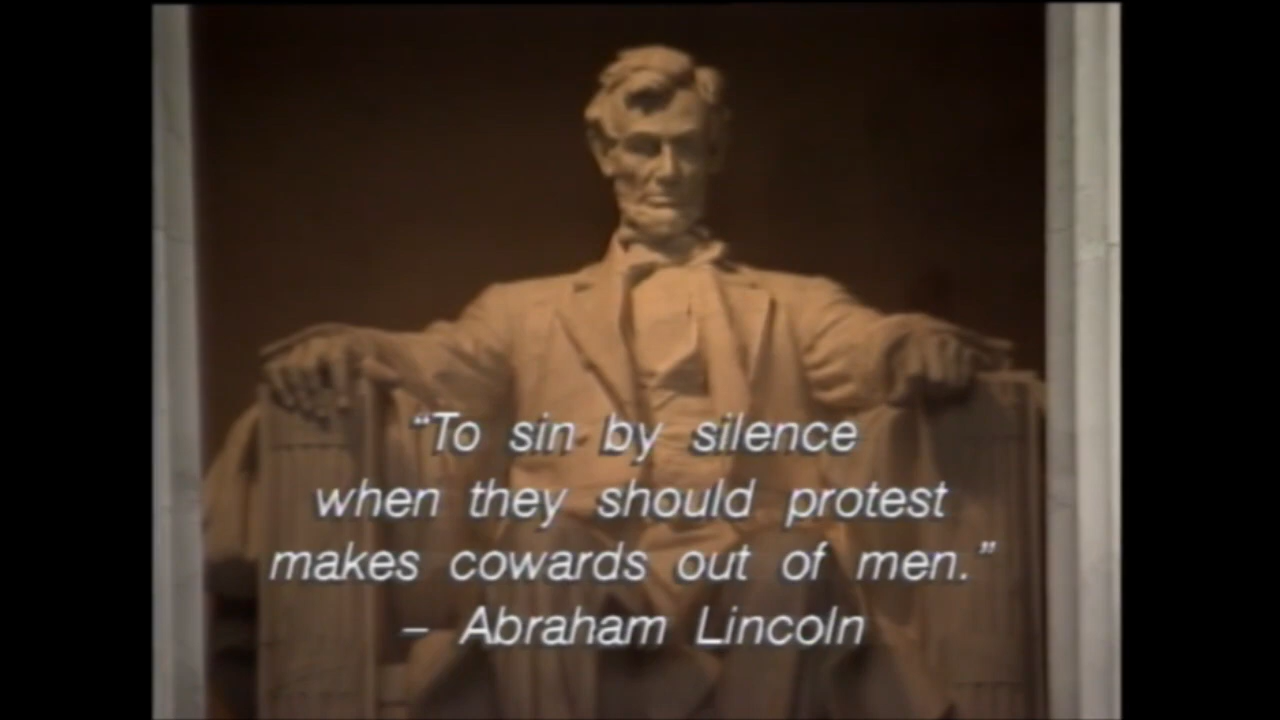 “To sin by silence
when they should protest
makes cowards out of men.”
– Abraham Lincoln